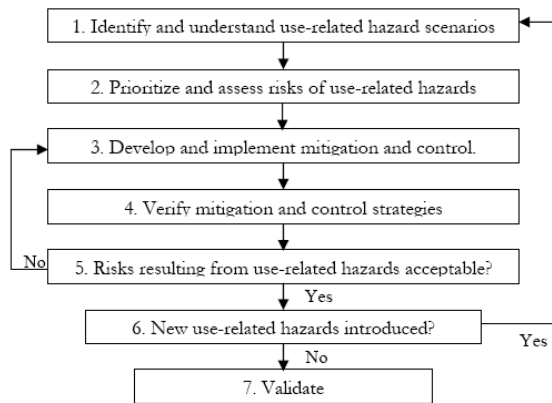 1. Identify and understand use-related hazard scenarios
2. Prioritize and assess risks of use-related hazards
3. Develop and implement mitigation and control.
4. Verify mitigation and control strategies
No
5. Risks resulting from use-related hazards acceptable?
Yes
6. New use-related hazards introduced?
Yes
No
7. Validate